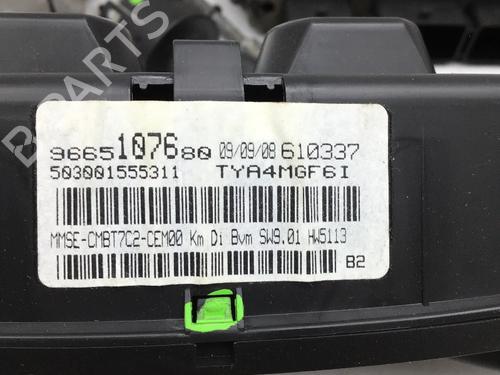 B-PARTS
9665107680 09/09/08 610337
503001555311 TYA4MGF6I
MMSE-CMBT7C2-CEM00 Km Di Bvm SW9.01 HW5113
B2